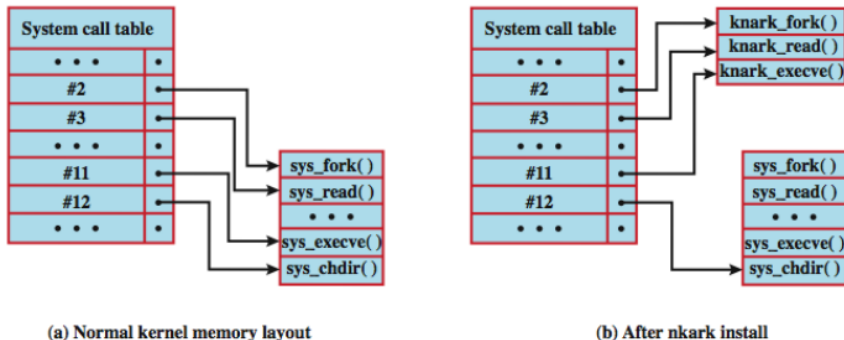 System call table
• • •
#2
#3
• • •
#11
#12
• • •
sys_fork( )
sys_read( )
• • •
sys_execve( )
sys_chdir( )
(a) Normal kernel memory layout
System call table
• • •
#2
#3
• • •
#11
#12
• • •
knark_fork( )
knark_read( )
knark_execve( )
sys_fork( )
sys_read( )
• • •
sys_execve( )
sys_chdir( )
(b) After nkark install